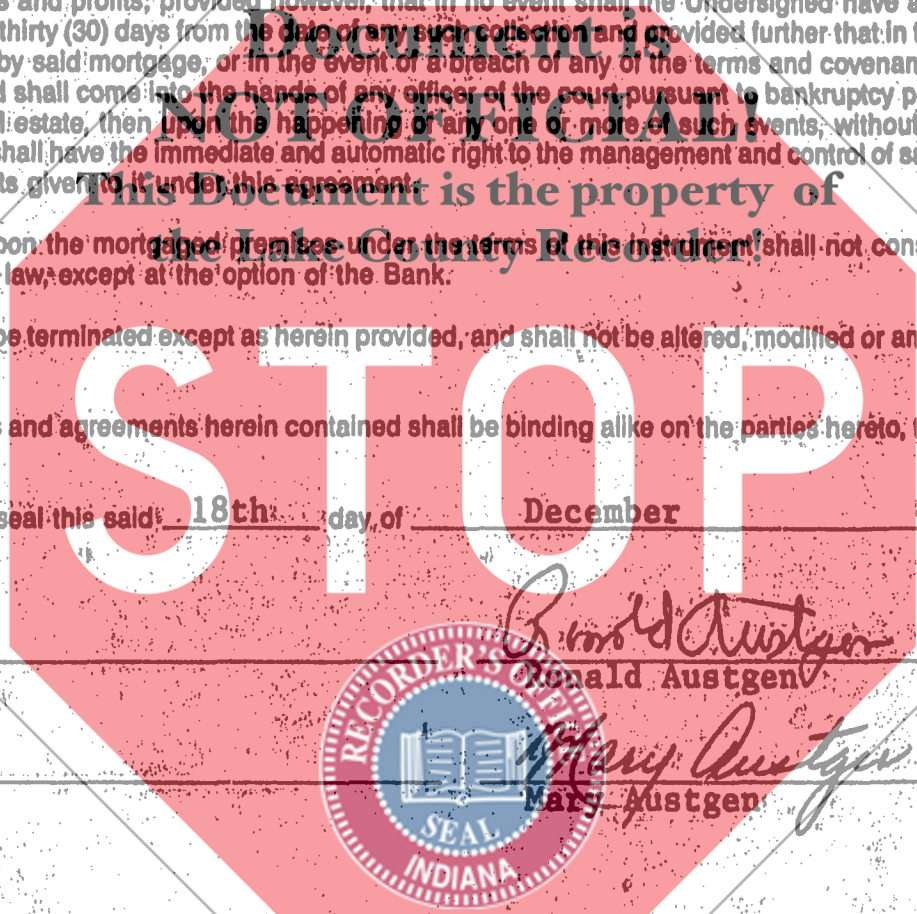 s and profits, provided, however, that in no event shall the Undersigned have a
Document is
thirty (30) days from the date of any such collection and provided further that in t
by said mortgage, or in the event of a breach of any of the terms and covenan
NOT OFFICIAL!
shall come into the hands of any officer of the court pursuant to bankruptcy p
l estate, then upon the happening of any one or more of such events, without
shall have the immediate and automatic right to the management and control of sa
This Document is the property of
ts given to it under this agreement.
the Lake County Recorder!
on the mortgaged premises under the terms of this instrument shall not con
law, except at the option of the Bank.
be terminated except as herein provided, and shall not be altered, modified or an
STOP
s and agreements herein contained shall be binding alike on the parties hereto,
seal this said 18th day of December
Ronald Austgen
Ronald Austgen
RECORDER'S OFFICE
Mary Austgen
Mary Austgen
SEAL
INDIANA